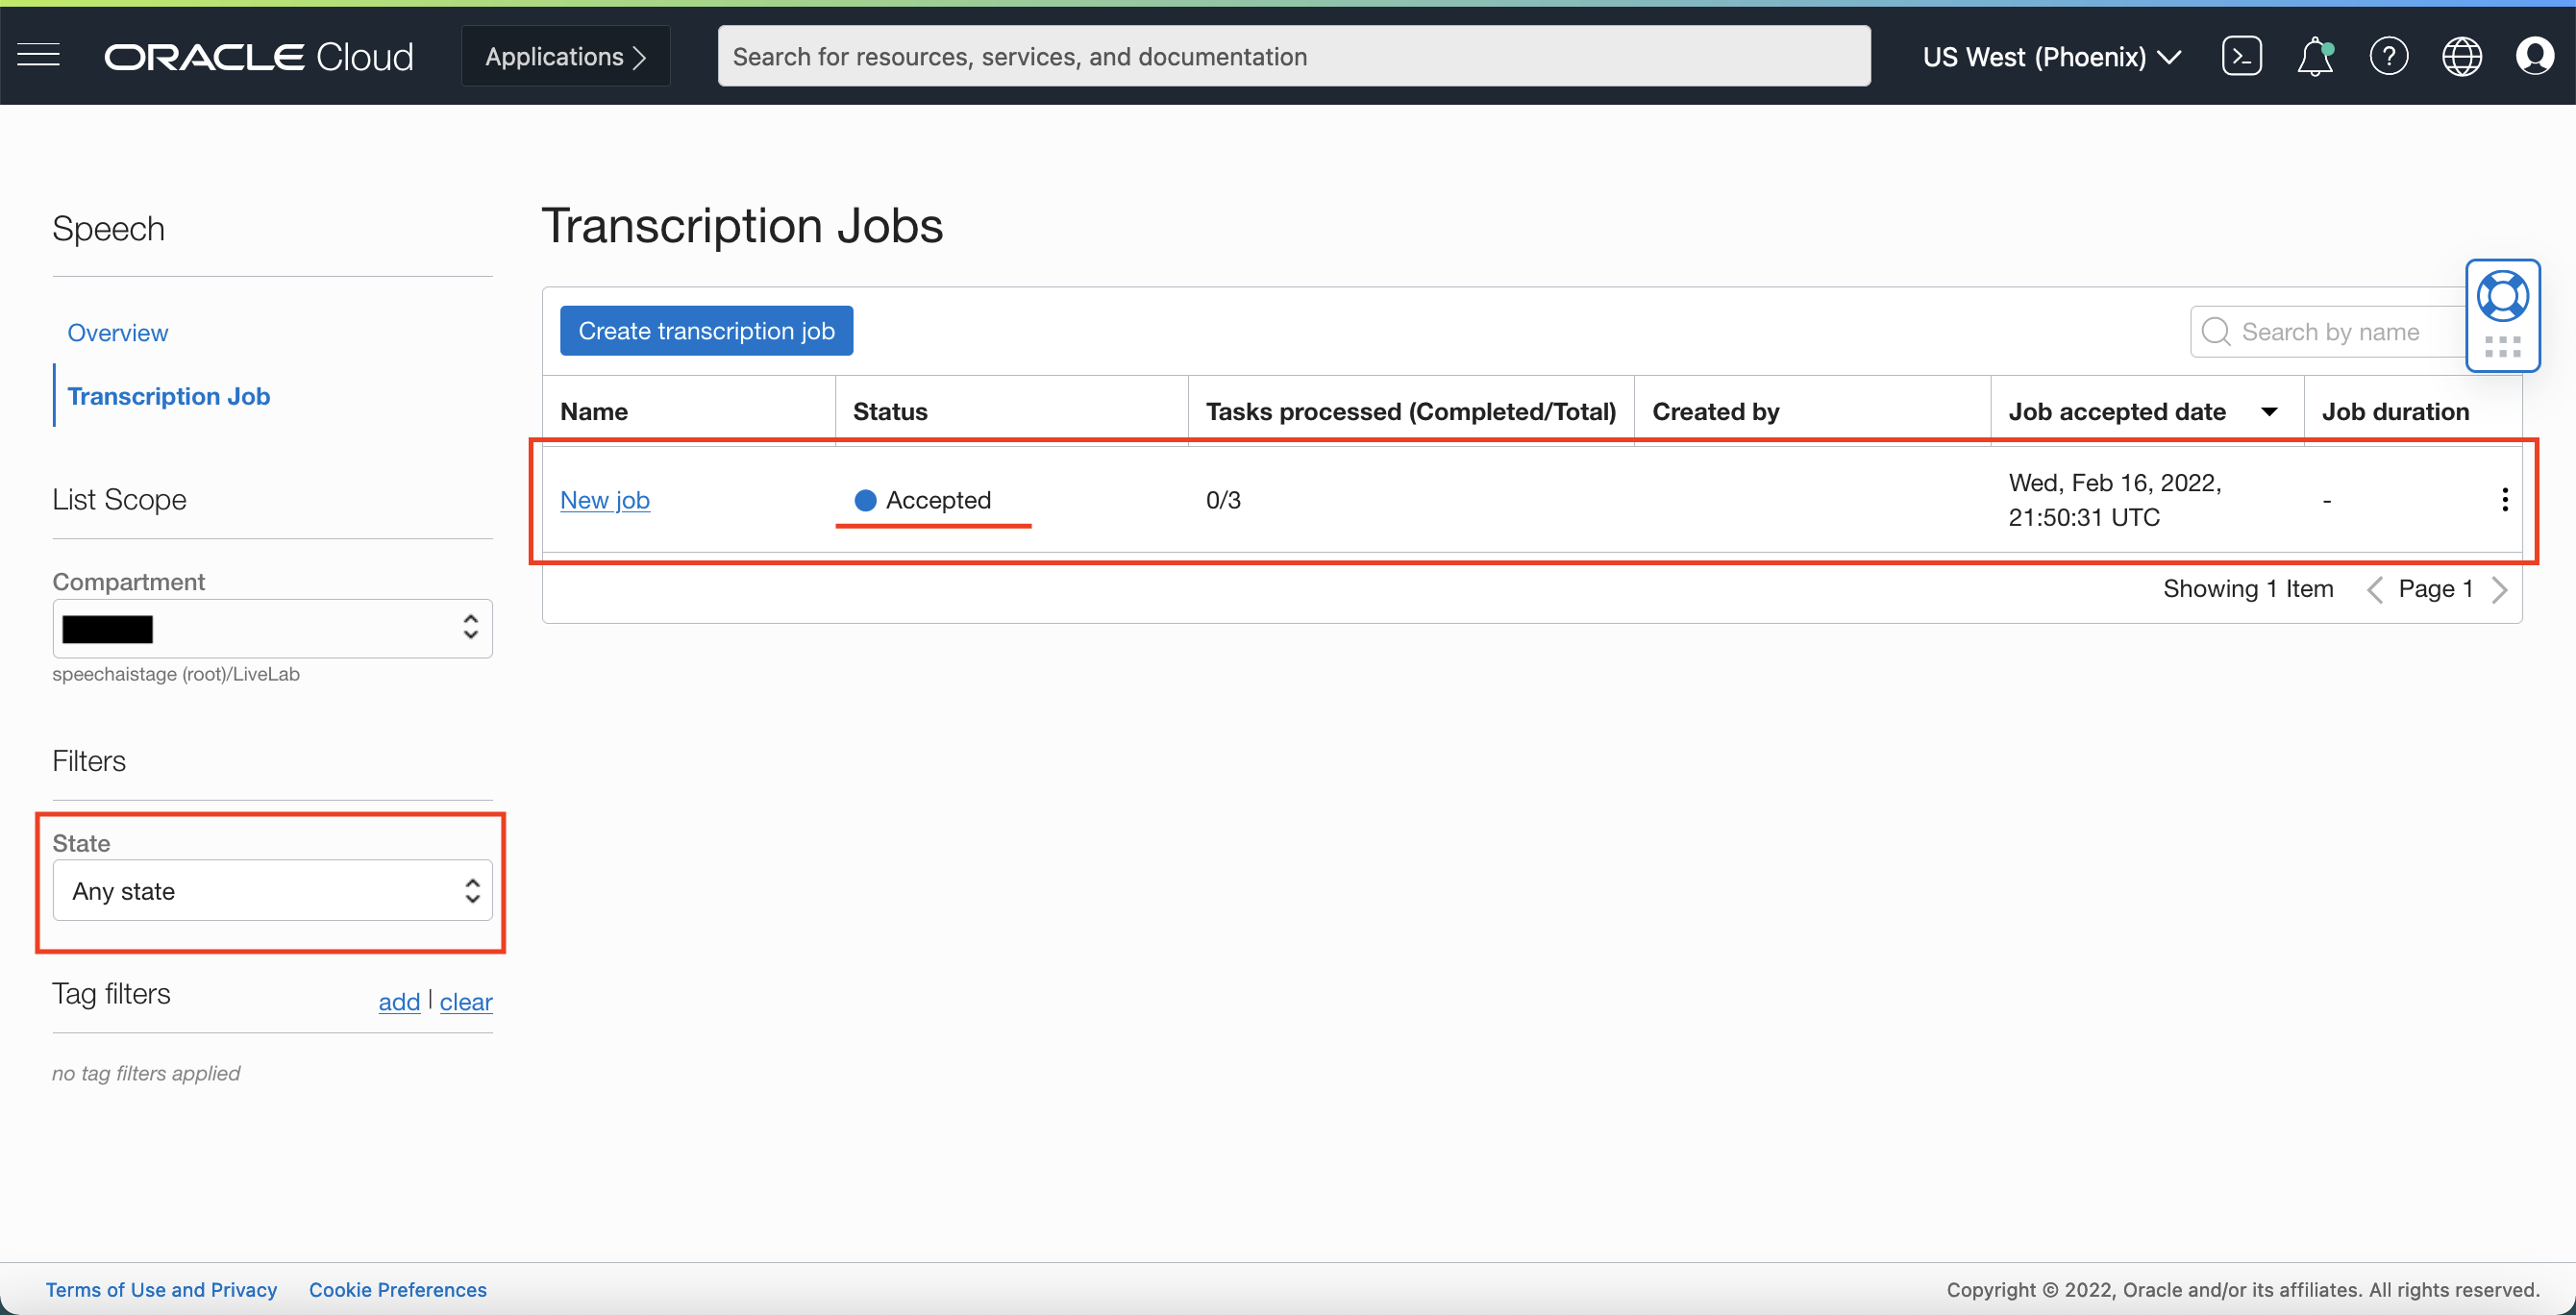 ORACLE Cloud
Applications
Search for resources, services, and documentation
US West (Phoenix)
Speech
Overview
Transcription Job
List Scope
Compartment
speechaistage (root)/LiveLab
Filters
State
Any state
Tag filters
add | clear
no tag filters applied
Transcription Jobs
Create transcription job
Search by name
Name Status Tasks processed (Completed/Total) Created by Job accepted date Job duration
New job Accepted 0/3 Wed, Feb 16, 2022, -
21:50:31 UTC
Showing 1 Item Page 1
Terms of Use and Privacy Cookie Preferences Copyright © 2022, Oracle and/or its affiliates. All rights reserved.